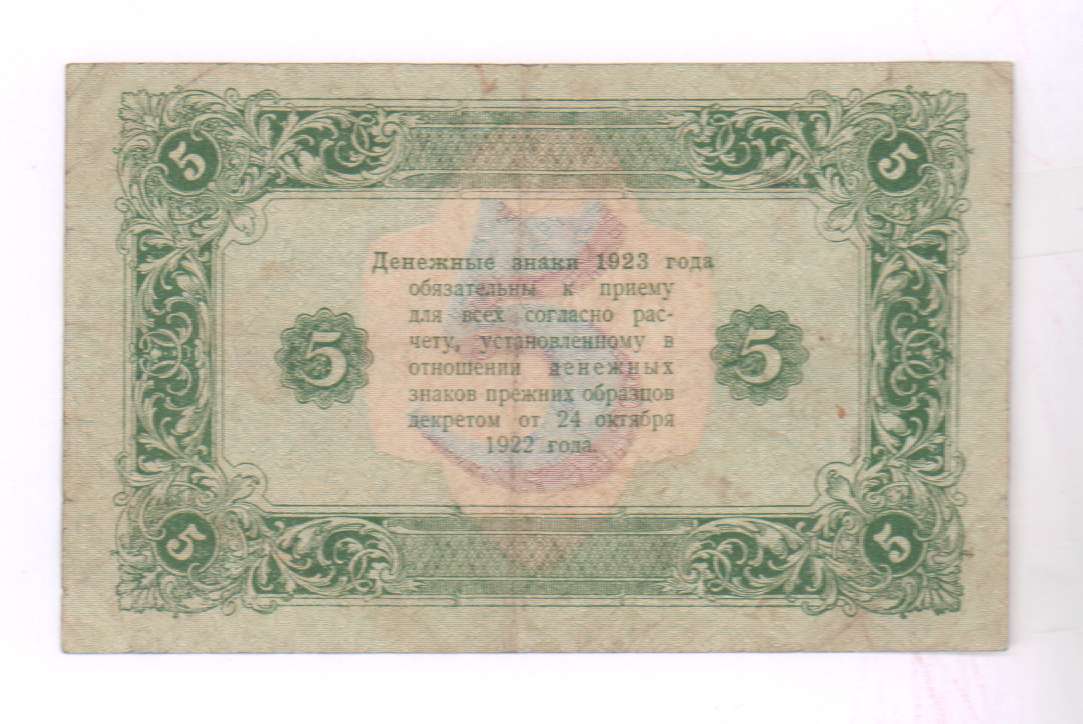 5 5
Денежные знаки 1923 года
обязательны к приему
для всех согласно рас-
чету, установленному в
5 5
отношении денежных
знаков прежних образцов
декретом от 24 октября
1922 года.
5
5 5